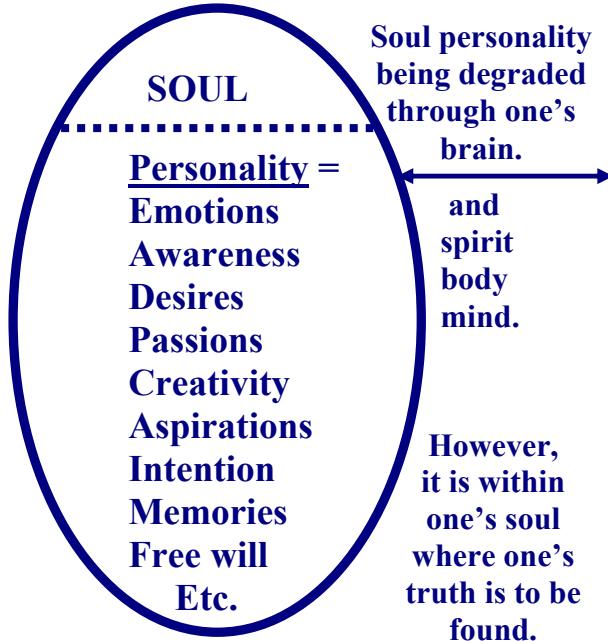 SOUL
Personality =
Emotions
Awareness
Desires
Passions
Creativity
Aspirations
Intention
Memories
Free will
Etc.
Soul personality
being degraded
through one's
brain.
and
spirit
body
mind.
However,
it is within
one's soul
where one's
truth is to be
found.